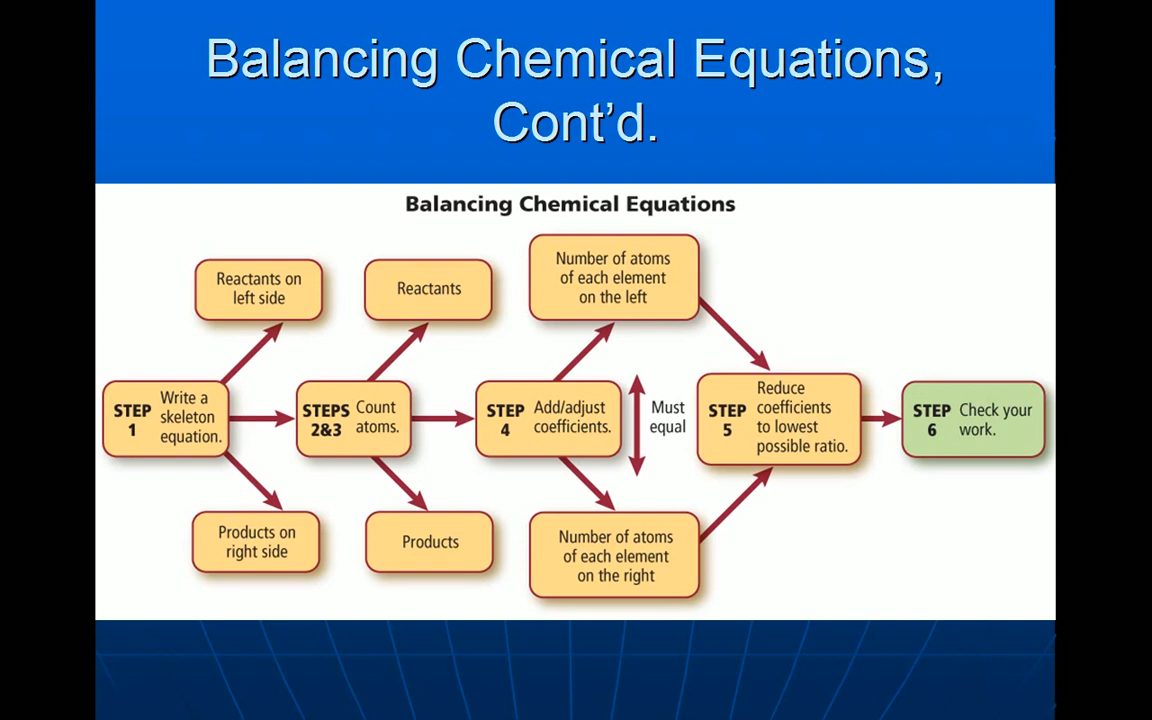 Balancing Chemical Equations,
Cont’d.
Balancing Chemical Equations
Reactants on
left side
Reactants
Number of atoms
of each element
on the left
STEP
1
Write a
skeleton
equation.
STEPS
2&3
Count
atoms.
STEP
4
Add/adjust
coefficients.
Must
equal
STEP
5
Reduce
coefficients
to lowest
possible ratio.
STEP
6
Check your
work.
Products on
right side
Products
Number of atoms
of each element
on the right